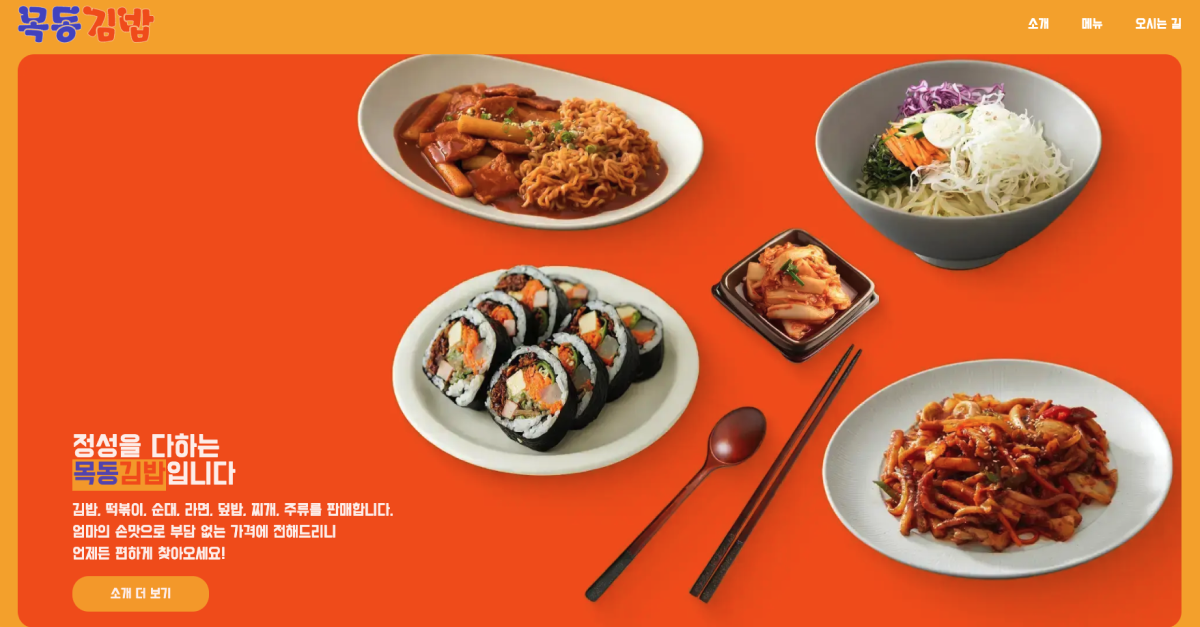 목동김밥
소개 메뉴 오시는 길
정성을 다하는
목동김밥입니다
김밥, 떡볶이, 순대, 라면, 덮밥, 찌개, 주류를 판매합니다.
엄마의 손맛으로 부담 없는 가격에 전해드리니
언제든 편하게 찾아오세요!
소개 더 보기